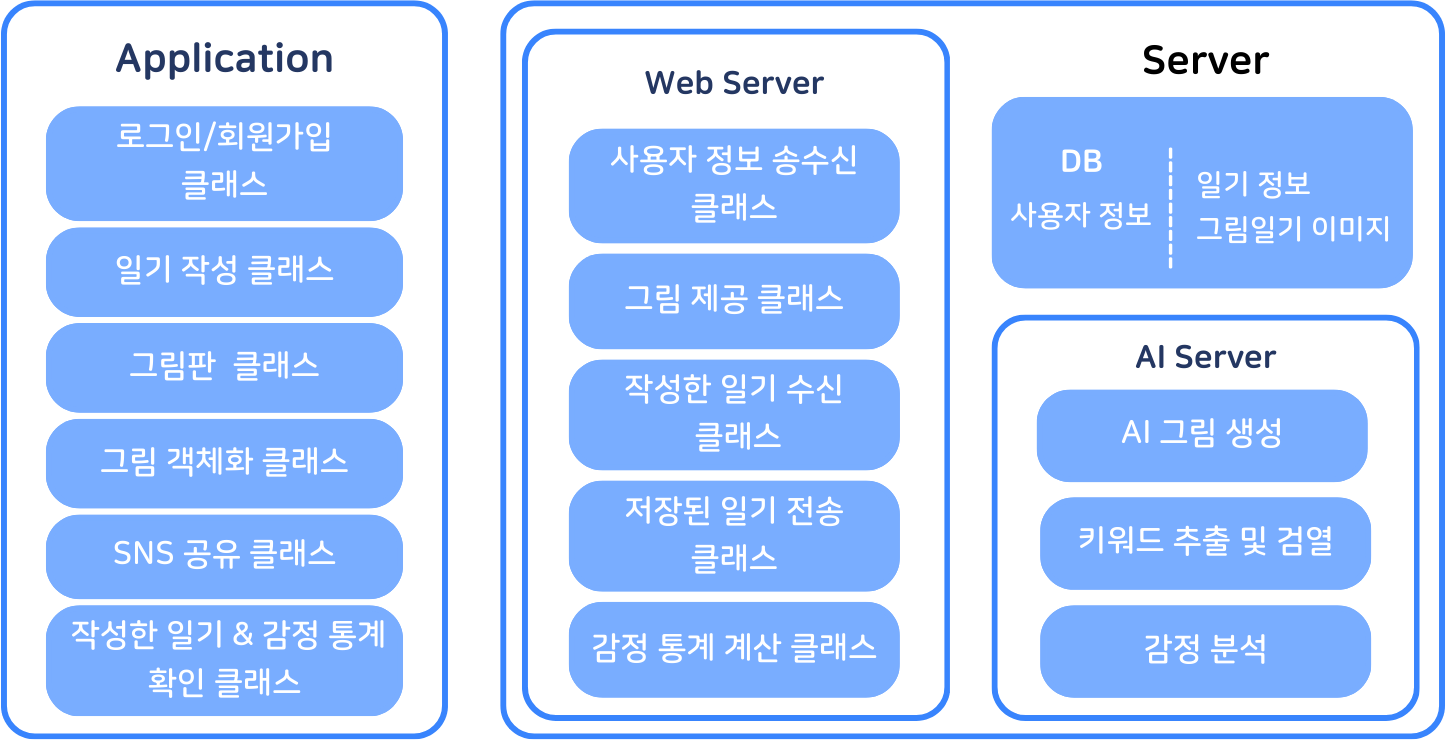 Application
로그인/회원가입
클래스
일기 작성 클래스
그림판 클래스
그림 객체화 클래스
SNS 공유 클래스
작성한 일기 & 감정 통계
확인 클래스
Web Server
사용자 정보 송수신
클래스
그림 제공 클래스
작성한 일기 수신
클래스
저장된 일기 전송
클래스
감정 통계 계산 클래스
Server
DB
사용자 정보
일기 정보
그림일기 이미지
AI Server
AI 그림 생성
키워드 추출 및 검열
감정 분석